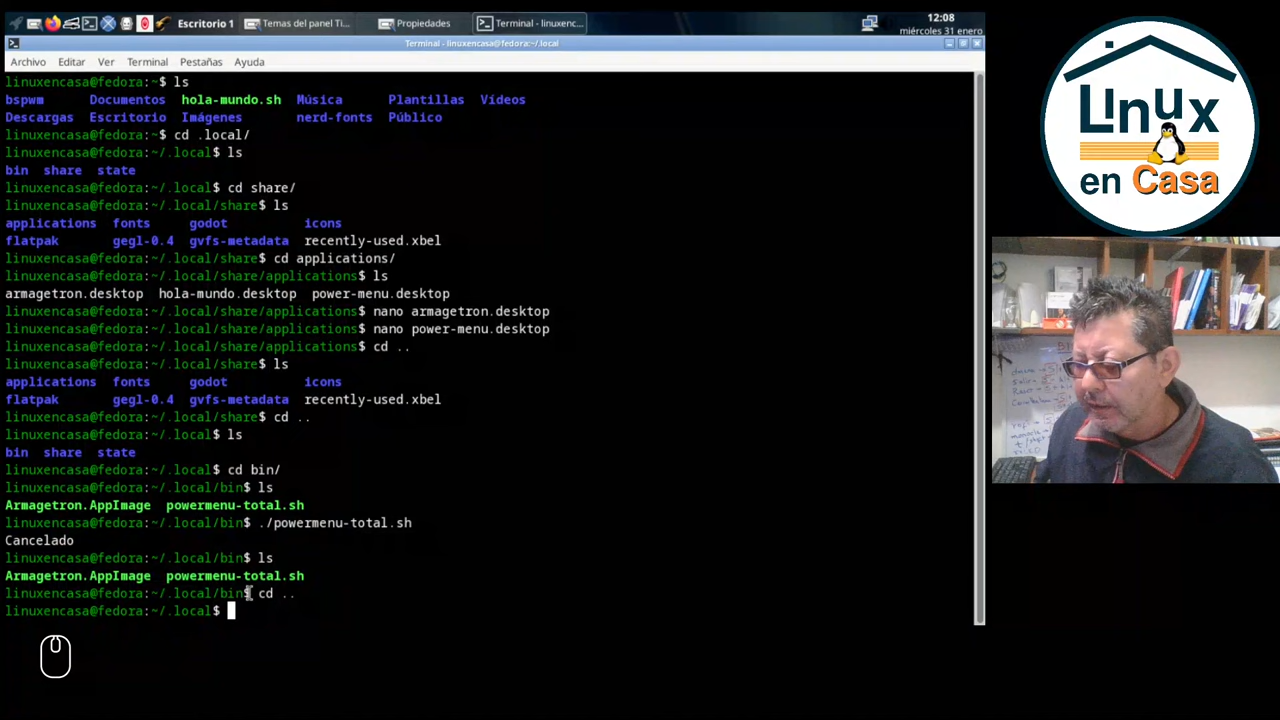 Escritorio 1
Temas del panel Ti...
Propiedades
Terminal - linuxenc...
12:08
miércoles 31 enero
Terminal - linuxencasa@fedora:~/.local
Archivo Editar Ver Terminal Pestañas Ayuda
linuxencasa@fedora:~$ ls
bspwm Documentos hola-mundo.sh Música Plantillas Vídeos
Descargas Escritorio Imágenes nerd-fonts Público
linuxencasa@fedora:~$ cd .local/
linuxencasa@fedora:~/.local$ ls
bin share state
linuxencasa@fedora:~/.local$ cd share/
linuxencasa@fedora:~/.local/share$ ls
applications fonts godot icons
flatpak gegl-0.4 gvfs-metadata recently-used.xbel
linuxencasa@fedora:~/.local/share$ cd applications/
linuxencasa@fedora:~/.local/share/applications$ ls
armagetron.desktop hola-mundo.desktop power-menu.desktop
linuxencasa@fedora:~/.local/share/applications$ nano armagetron.desktop
linuxencasa@fedora:~/.local/share/applications$ nano power-menu.desktop
linuxencasa@fedora:~/.local/share/applications$ cd ..
linuxencasa@fedora:~/.local/share$ ls
applications fonts godot icons
flatpak gegl-0.4 gvfs-metadata recently-used.xbel
linuxencasa@fedora:~/.local/share$ cd ..
linuxencasa@fedora:~/.local$ ls
bin share state
linuxencasa@fedora:~/.local$ cd bin/
linuxencasa@fedora:~/.local/bin$ ls
Armagetron.AppImage powermenu-total.sh
linuxencasa@fedora:~/.local/bin$ ./powermenu-total.sh
Cancelado
linuxencasa@fedora:~/.local/bin$ ls
Armagetron.AppImage powermenu-total.sh
linuxencasa@fedora:~/.local/bin$ cd ..
linuxencasa@fedora:~/.local$
Linux
en Casa